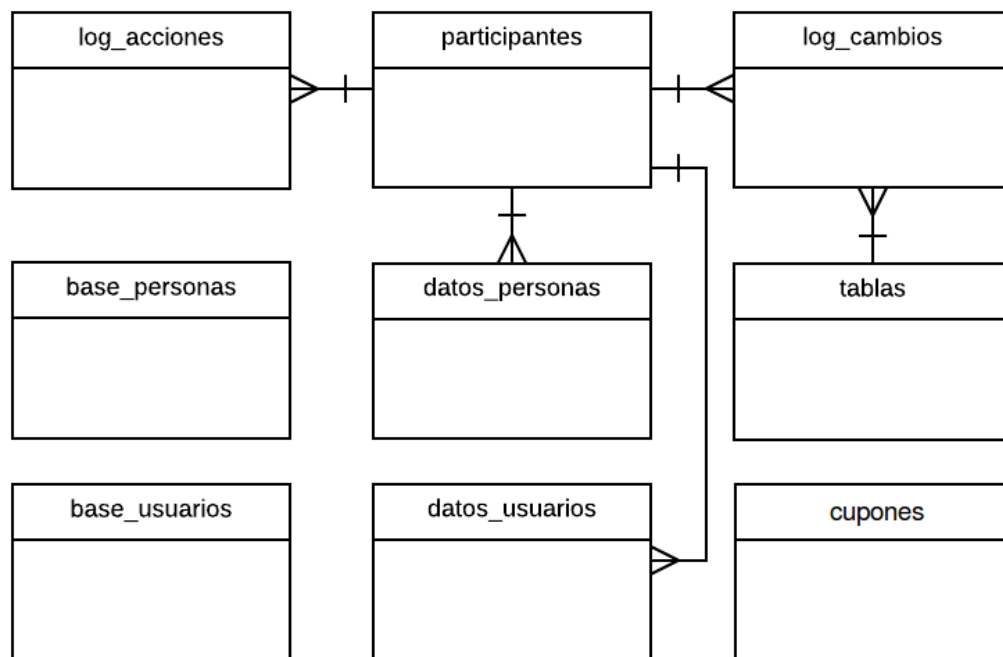 log_acciones
participantes
log_cambios
base_personas
datos_personas
tablas
base_usuarios
datos_usuarios
cupones